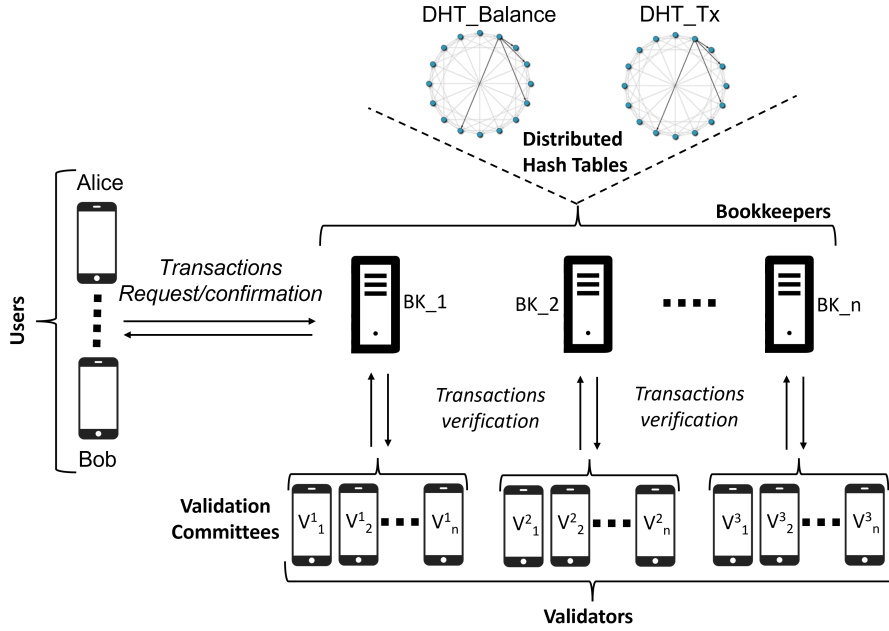 DHT_Balance
DHT_Tx
Distributed
Hash Tables
Bookkeepers
Users
Alice
Bob
Transactions
Request/confirmation
BK_1
BK_2
BK_n
Transactions
verification
Transactions
verification
Validation
Committees
V¹₁
V¹₂
V¹ₙ
V²₁
V²₂
V²ₙ
V³₁
V³₂
V³ₙ
Validators